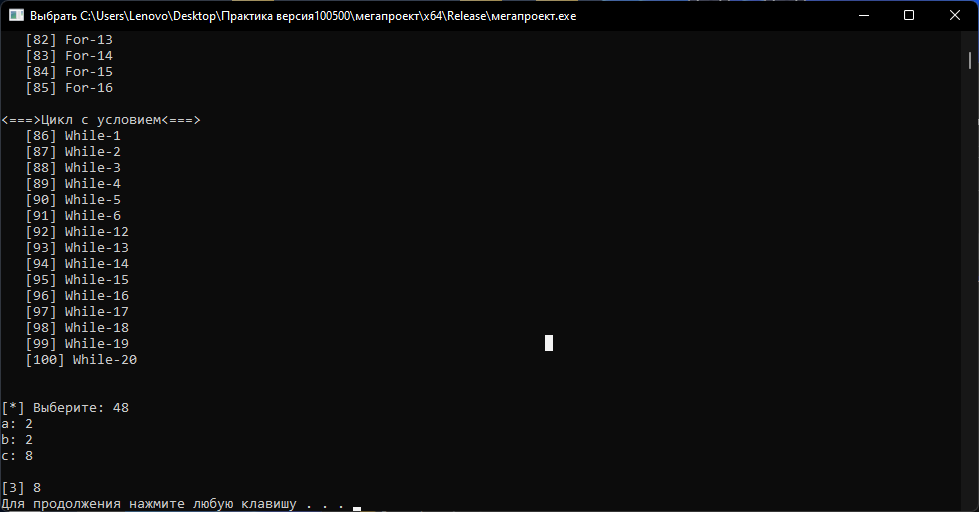 Выбрать C:\Users\Lenovo\Desktop\Практика версия100500\мегапроект\x64\Release\мегапроект.exe
[82] For-13
[83] For-14
[84] For-15
[85] For-16
<===>Цикл с условием<===>
[86] While-1
[87] While-2
[88] While-3
[89] While-4
[90] While-5
[91] While-6
[92] While-12
[93] While-13
[94] While-14
[95] While-15
[96] While-16
[97] While-17
[98] While-18
[99] While-19
[100] While-20
[*] Выберите: 48
a: 2
b: 2
c: 8
[3] 8
Для продолжения нажмите любую клавишу . . .